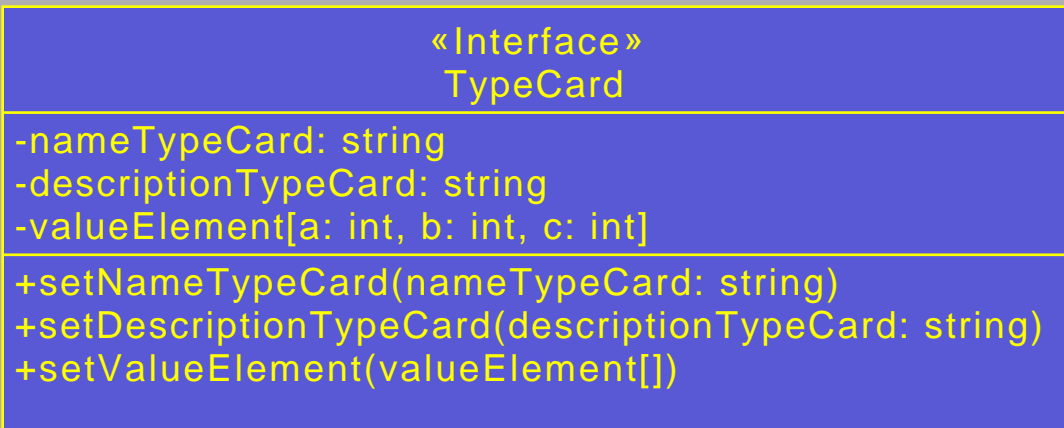 «Interface»
TypeCard
-nameTypeCard: string
-descriptionTypeCard: string
-valueElement[a: int, b: int, c: int]
+setNameTypeCard(nameTypeCard: string)
+setDescriptionTypeCard(descriptionTypeCard: string)
+setValueElement(valueElement[])